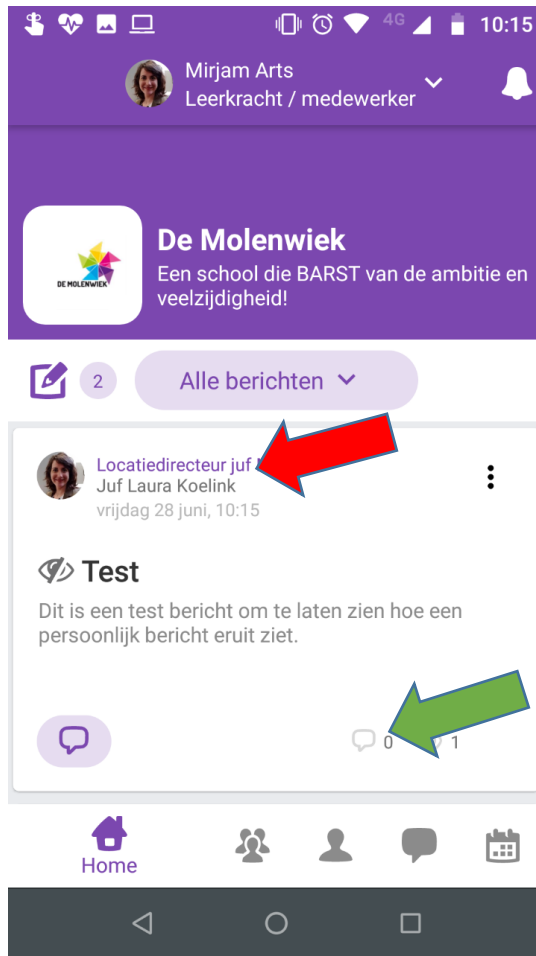 4G 10:15
Mirjam Arts
Leerkracht / medewerker
De Molenwiek
DE MOLENWIEK
Een school die BARST van de ambitie en
veelzijdigheid!
2 Alle berichten
Locatiedirecteur juf
Juf Laura Koelink
vrijdag 28 juni, 10:15
Test
Dit is een test bericht om te laten zien hoe een
persoonlijk bericht eruit ziet.
0 1
Home